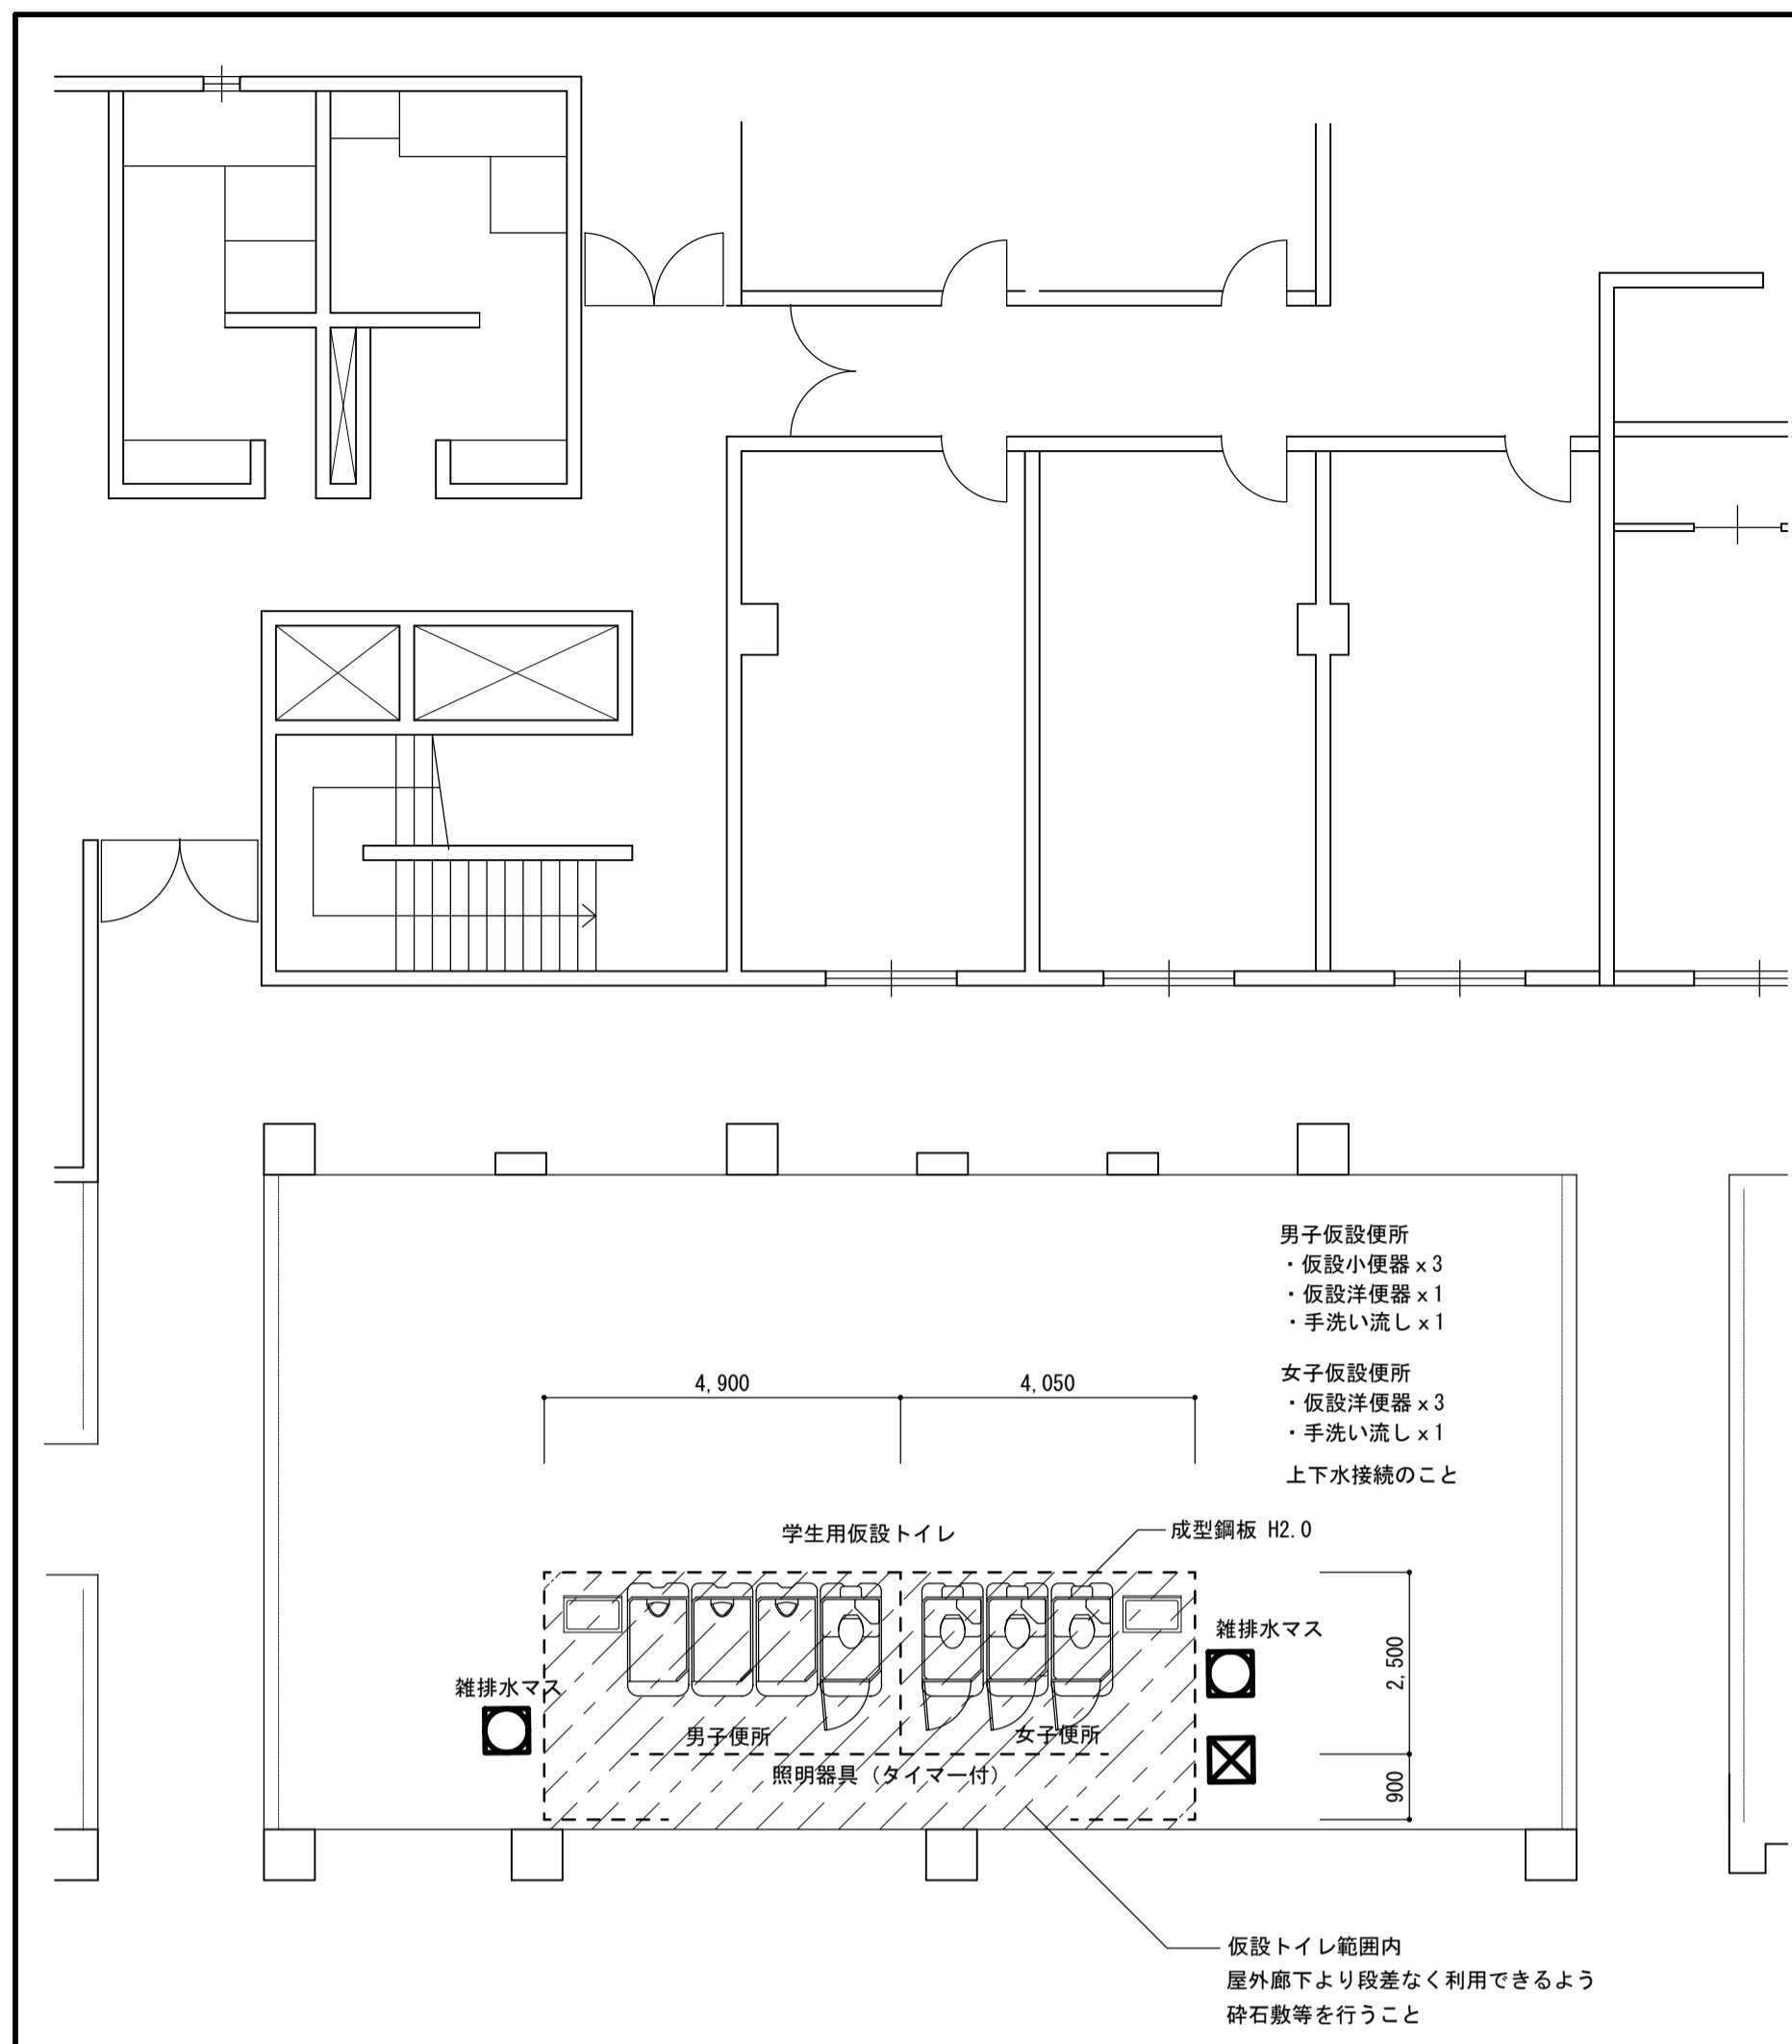 男子仮設便所
・仮設小便器x3
・仮設洋便器x1
・手洗い流しx1
女子仮設便所
・仮設洋便器x3
・手洗い流しx1
上下水接続のこと
4,900
4,050
学生用仮設トイレ
成型鋼板 H2.0
雑排水マス
雑排水マス
2,500
男子便所
女子便所
照明器具（タイマー付）
900
仮設トイレ範囲内
屋外廊下より段差なく利用できるよう
砕石敷等を行うこと